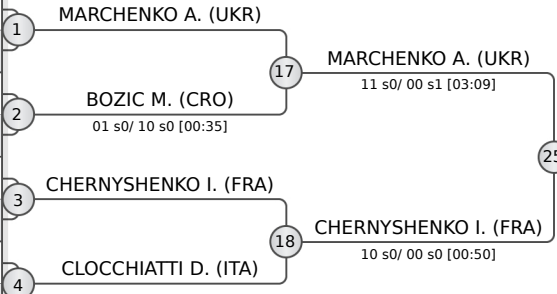 MARCHENKO A. (UKR)
1
17
MARCHENKO A. (UKR)
11 s0/ 00 s1 [03:09]
BOZIC M. (CRO)
2
01 s0/ 10 s0 [00:35]
25
CHERNYSHENKO I. (FRA)
3
18
CHERNYSHENKO I. (FRA)
10 s0/ 00 s0 [00:50]
CLOCCHIATTI D. (ITA)
4